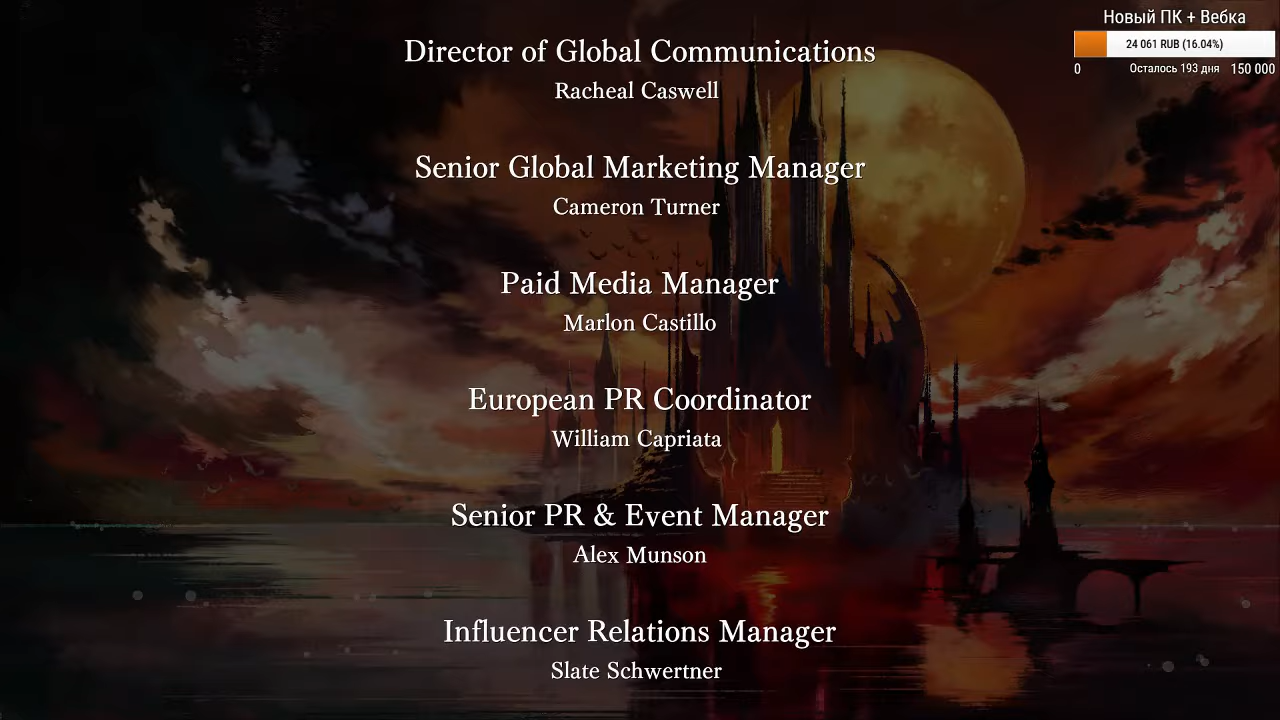 Director of Global Communications
Racheal Caswell
Senior Global Marketing Manager
Cameron Turner
Paid Media Manager
Marlon Castillo
European PR Coordinator
William Capriata
Senior PR & Event Manager
Alex Munson
Influencer Relations Manager
Slate Schwertner
Новый ПК + Вебка
24 061 RUB (16.04%)
0 Осталось 193 дня 150 000